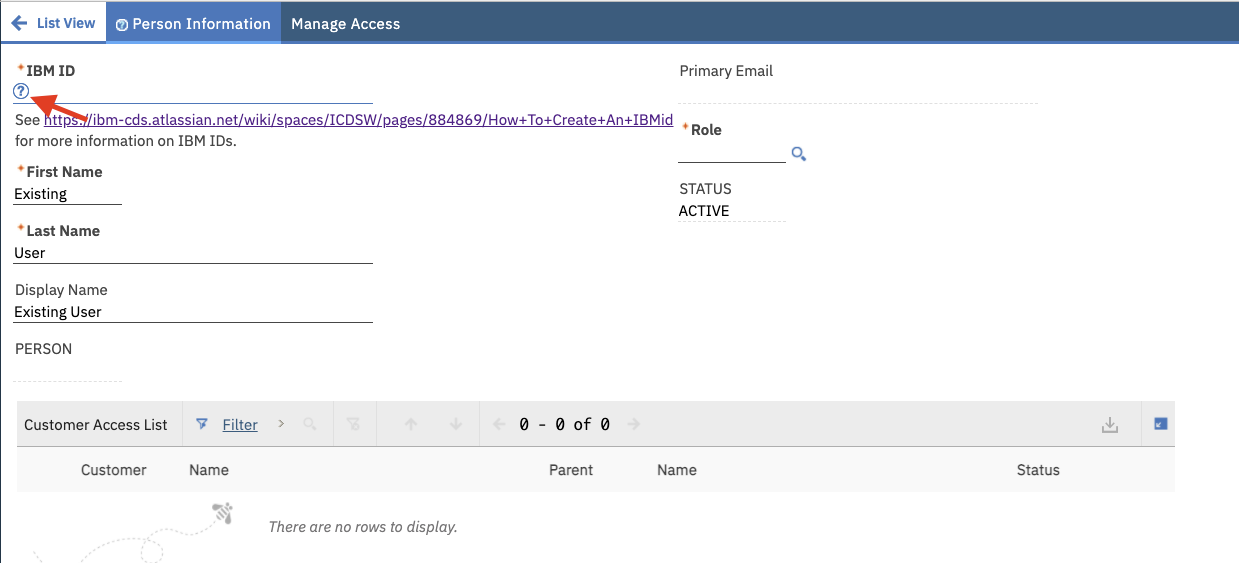 List View
Person Information
Manage Access
*IBM ID
?
See https://ibm-cds.atlassian.net/wiki/spaces/ICDSW/pages/884869/How+To+Create+An+IBMid
for more information on IBM IDs.
*First Name
Existing
*Last Name
User
Display Name
Existing User
PERSON
Primary Email
*Role
STATUS
ACTIVE
Customer Access List Filter 0 - 0 of 0
Customer Name Parent Name Status
There are no rows to display.